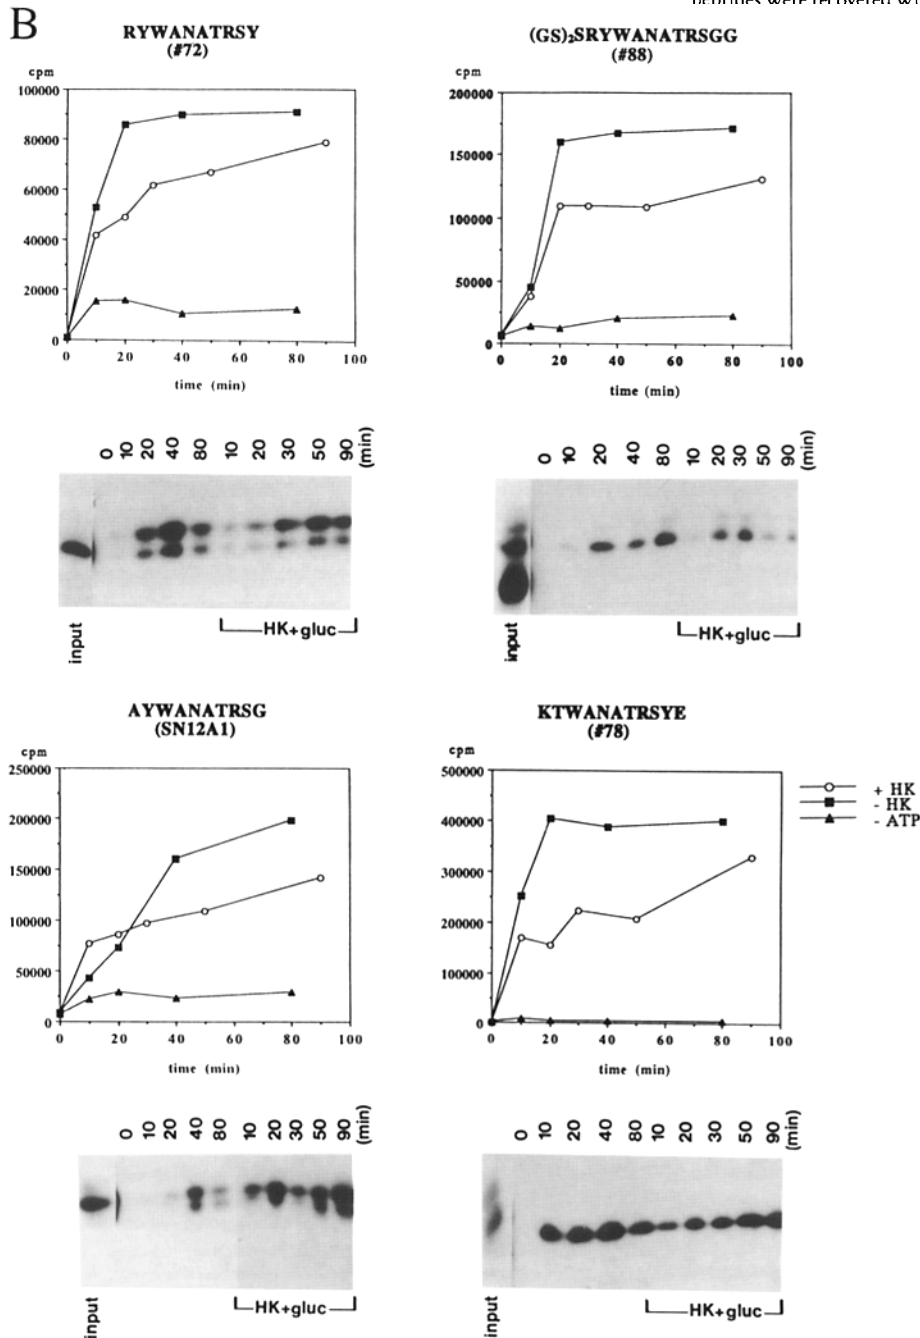 peptides were recovered wi
B
RYWANATRSY
(#72)
cpm
100000
80000
60000
40000
20000
0
0 20 40 60 80 100
time (min)
(GS)₂SRYWANATRSGG
(#88)
cpm
200000
150000
100000
50000
0
0 20 40 60 80 100
time (min)
0 10 20 40 80 10 20 30 50 90 (min)
input
HK+gluc
0 10 20 40 80 10 20 30 50 90 (min)
input
HK+gluc
AYWANATRSG
(SN12A1)
cpm
250000
200000
150000
100000
50000
0
0 20 40 60 80 100
time (min)
KTWANATRSYE
(#78)
cpm
500000
400000
300000
200000
100000
0
0 20 40 60 80 100
time (min)
+ HK
- HK
- ATP
0 10 20 40 80 10 20 30 50 90 (min)
input
HK+gluc
0 10 20 40 80 10 20 30 50 90 (min)
input
HK+gluc